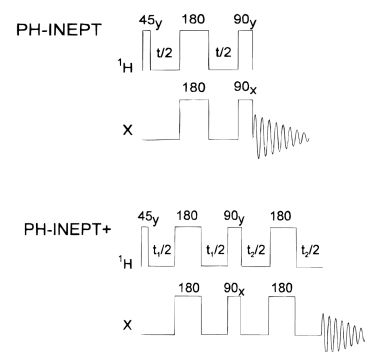 PH-INEPT
45y 180 90y
t/2 t/2
¹H
180 90x
X
PH-INEPT+
45y 180 90y 180
t₁/2 t₁/2 t₂/2 t₂/2
¹H
180 90x 180
X